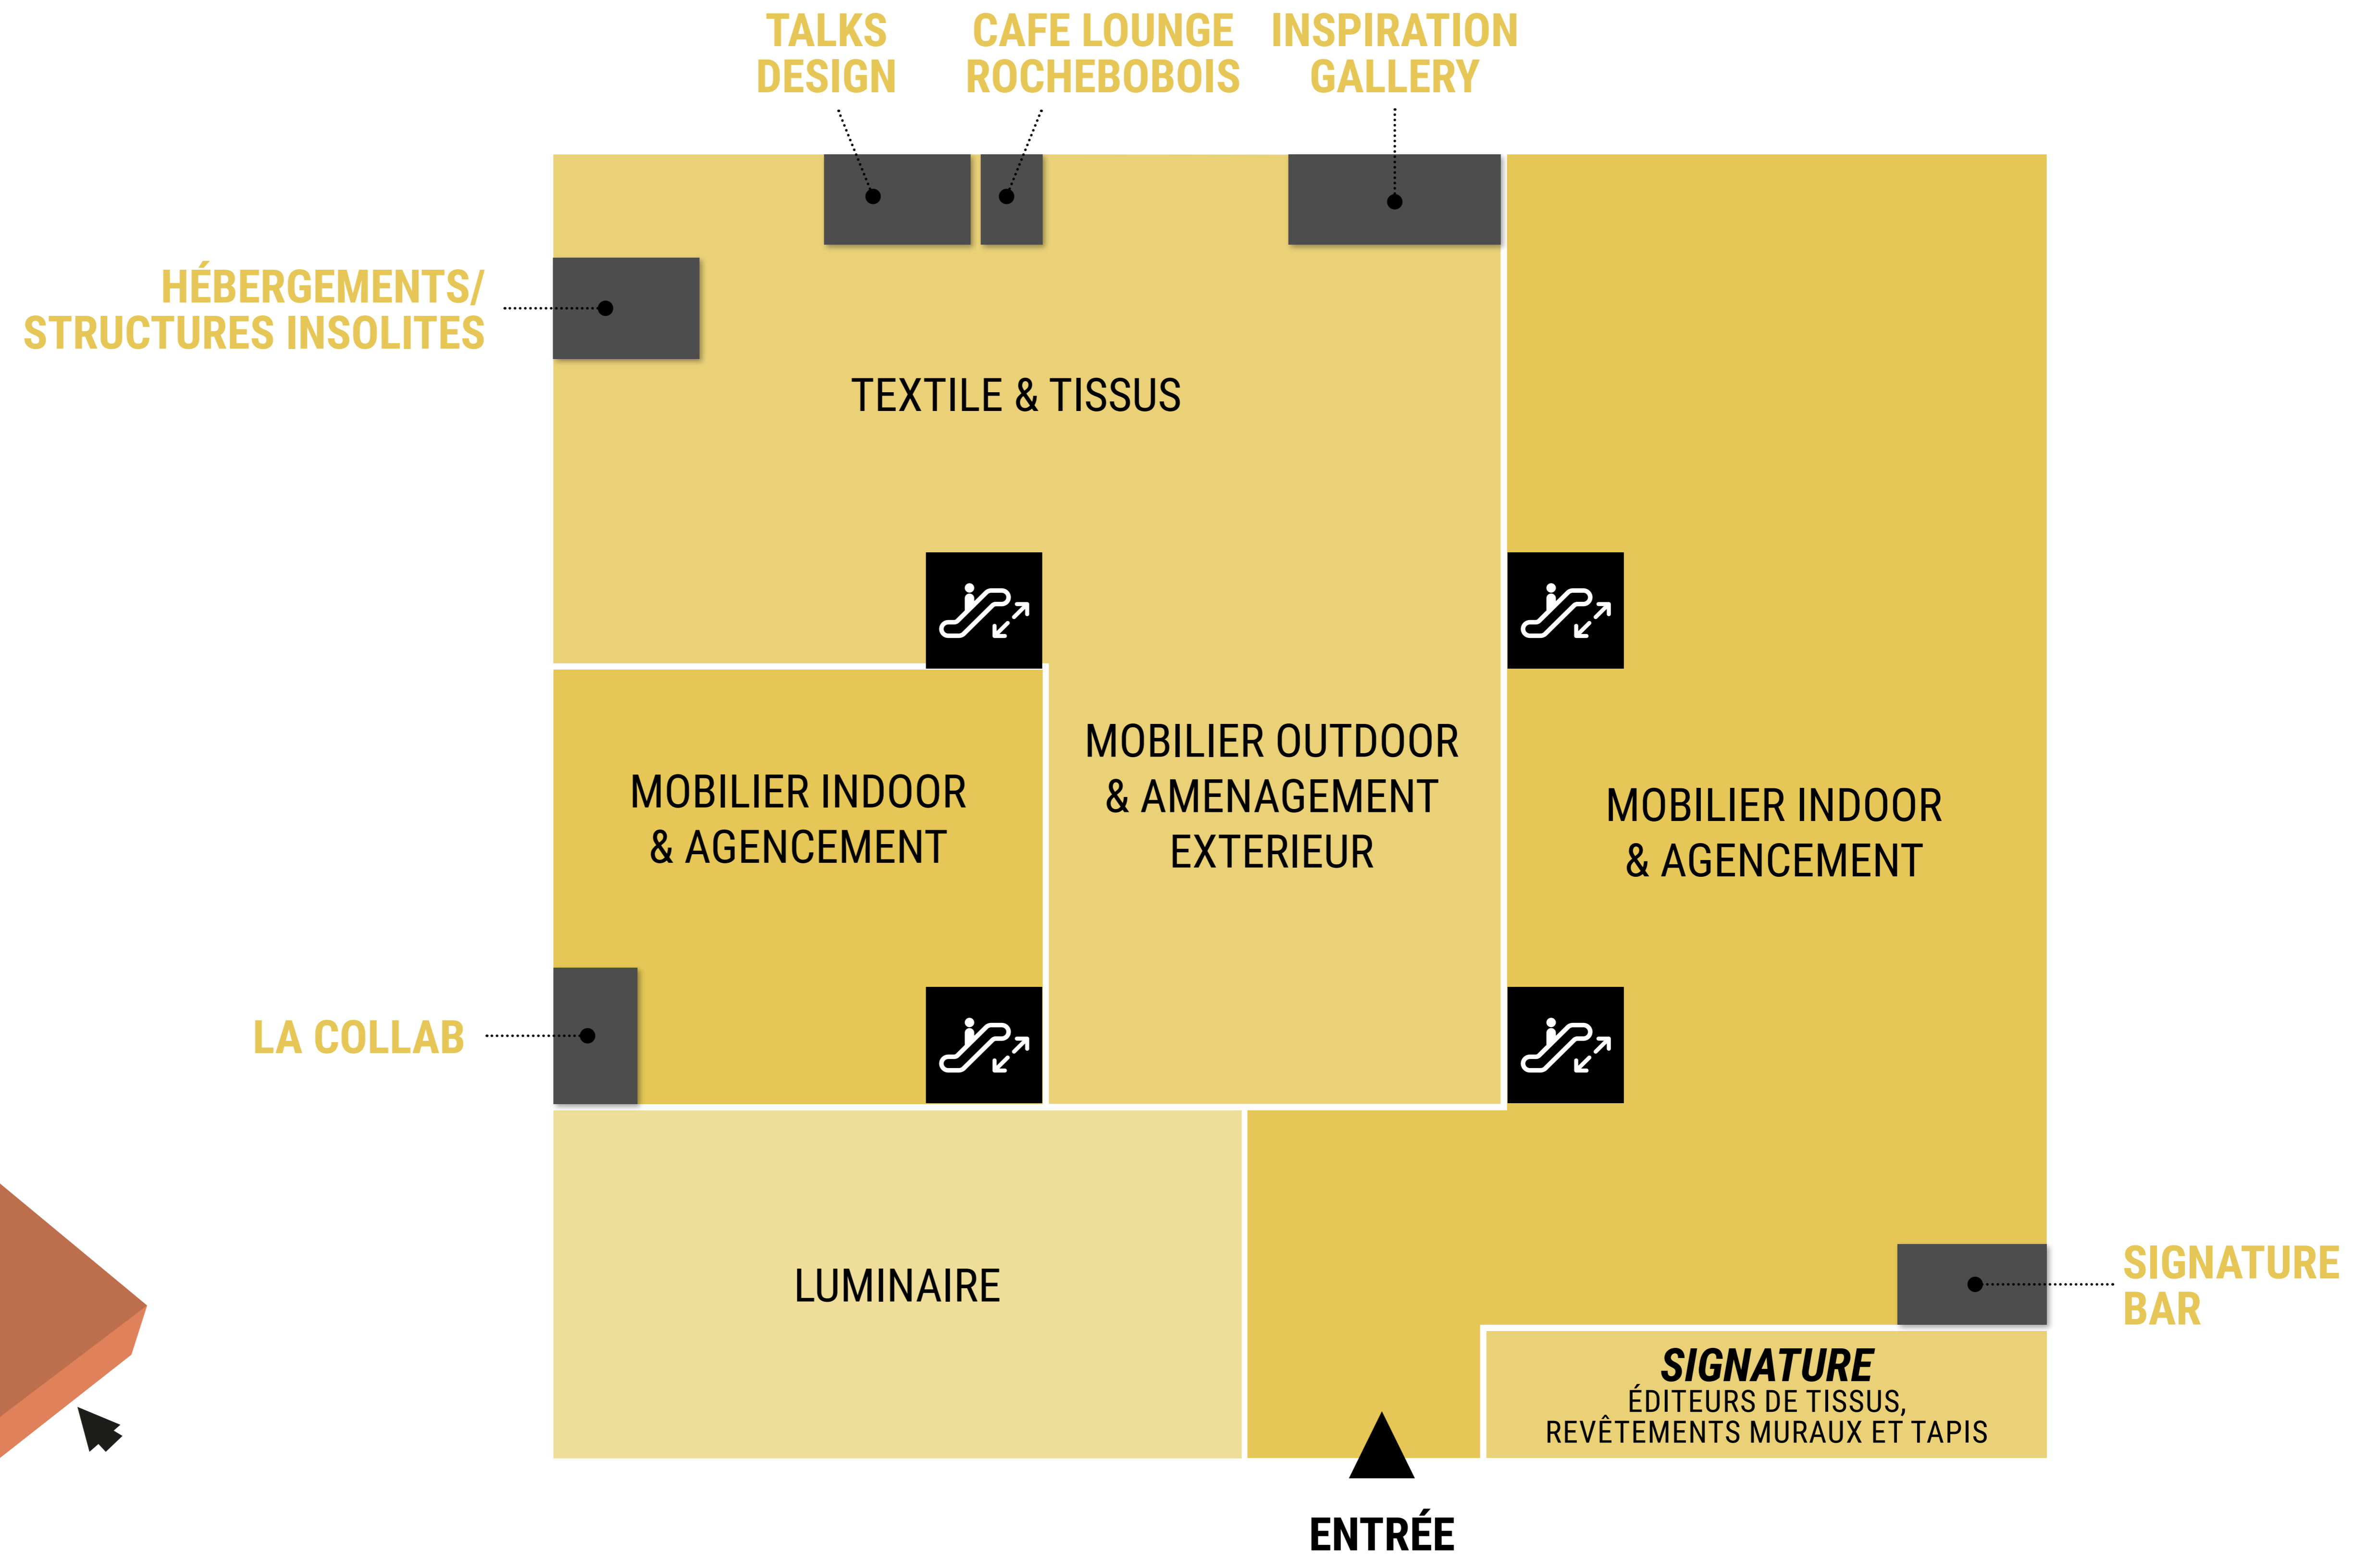 TALKS
DESIGN
CAFE LOUNGE
ROCHEBOBOIS
INSPIRATION
GALLERY
HÉBERGEMENTS/
STRUCTURES INSOLITES
TEXTILE & TISSUS
MOBILIER INDOOR
& AGENCEMENT
MOBILIER OUTDOOR
& AMENAGEMENT
EXTERIEUR
MOBILIER INDOOR
& AGENCEMENT
LA COLLAB
LUMINAIRE
SIGNATURE
BAR
SIGNATURE
ÉDITEURS DE TISSUS,
REVÊTEMENTS MURAUX ET TAPIS
ENTRÉE